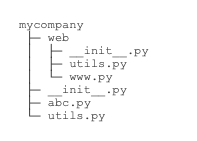 mycompany
├─ web
│  ├─ __init__.py
│  ├─ utils.py
│  └─ www.py
├─ __init__.py
├─ abc.py
└─ utils.py